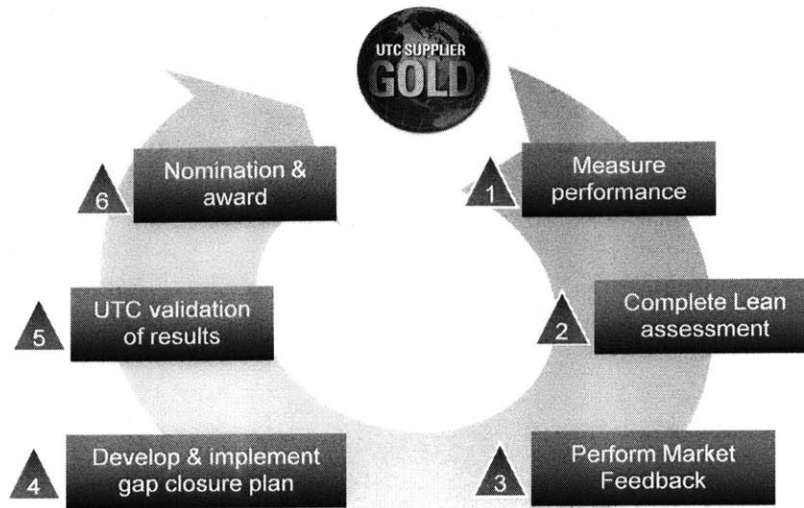 UTC SUPPLIER
GOLD
1
Measure
performance
2
Complete Lean
assessment
3
Perform Market
Feedback
4
Develop & implement
gap closure plan
5
UTC validation
of results
6
Nomination &
award